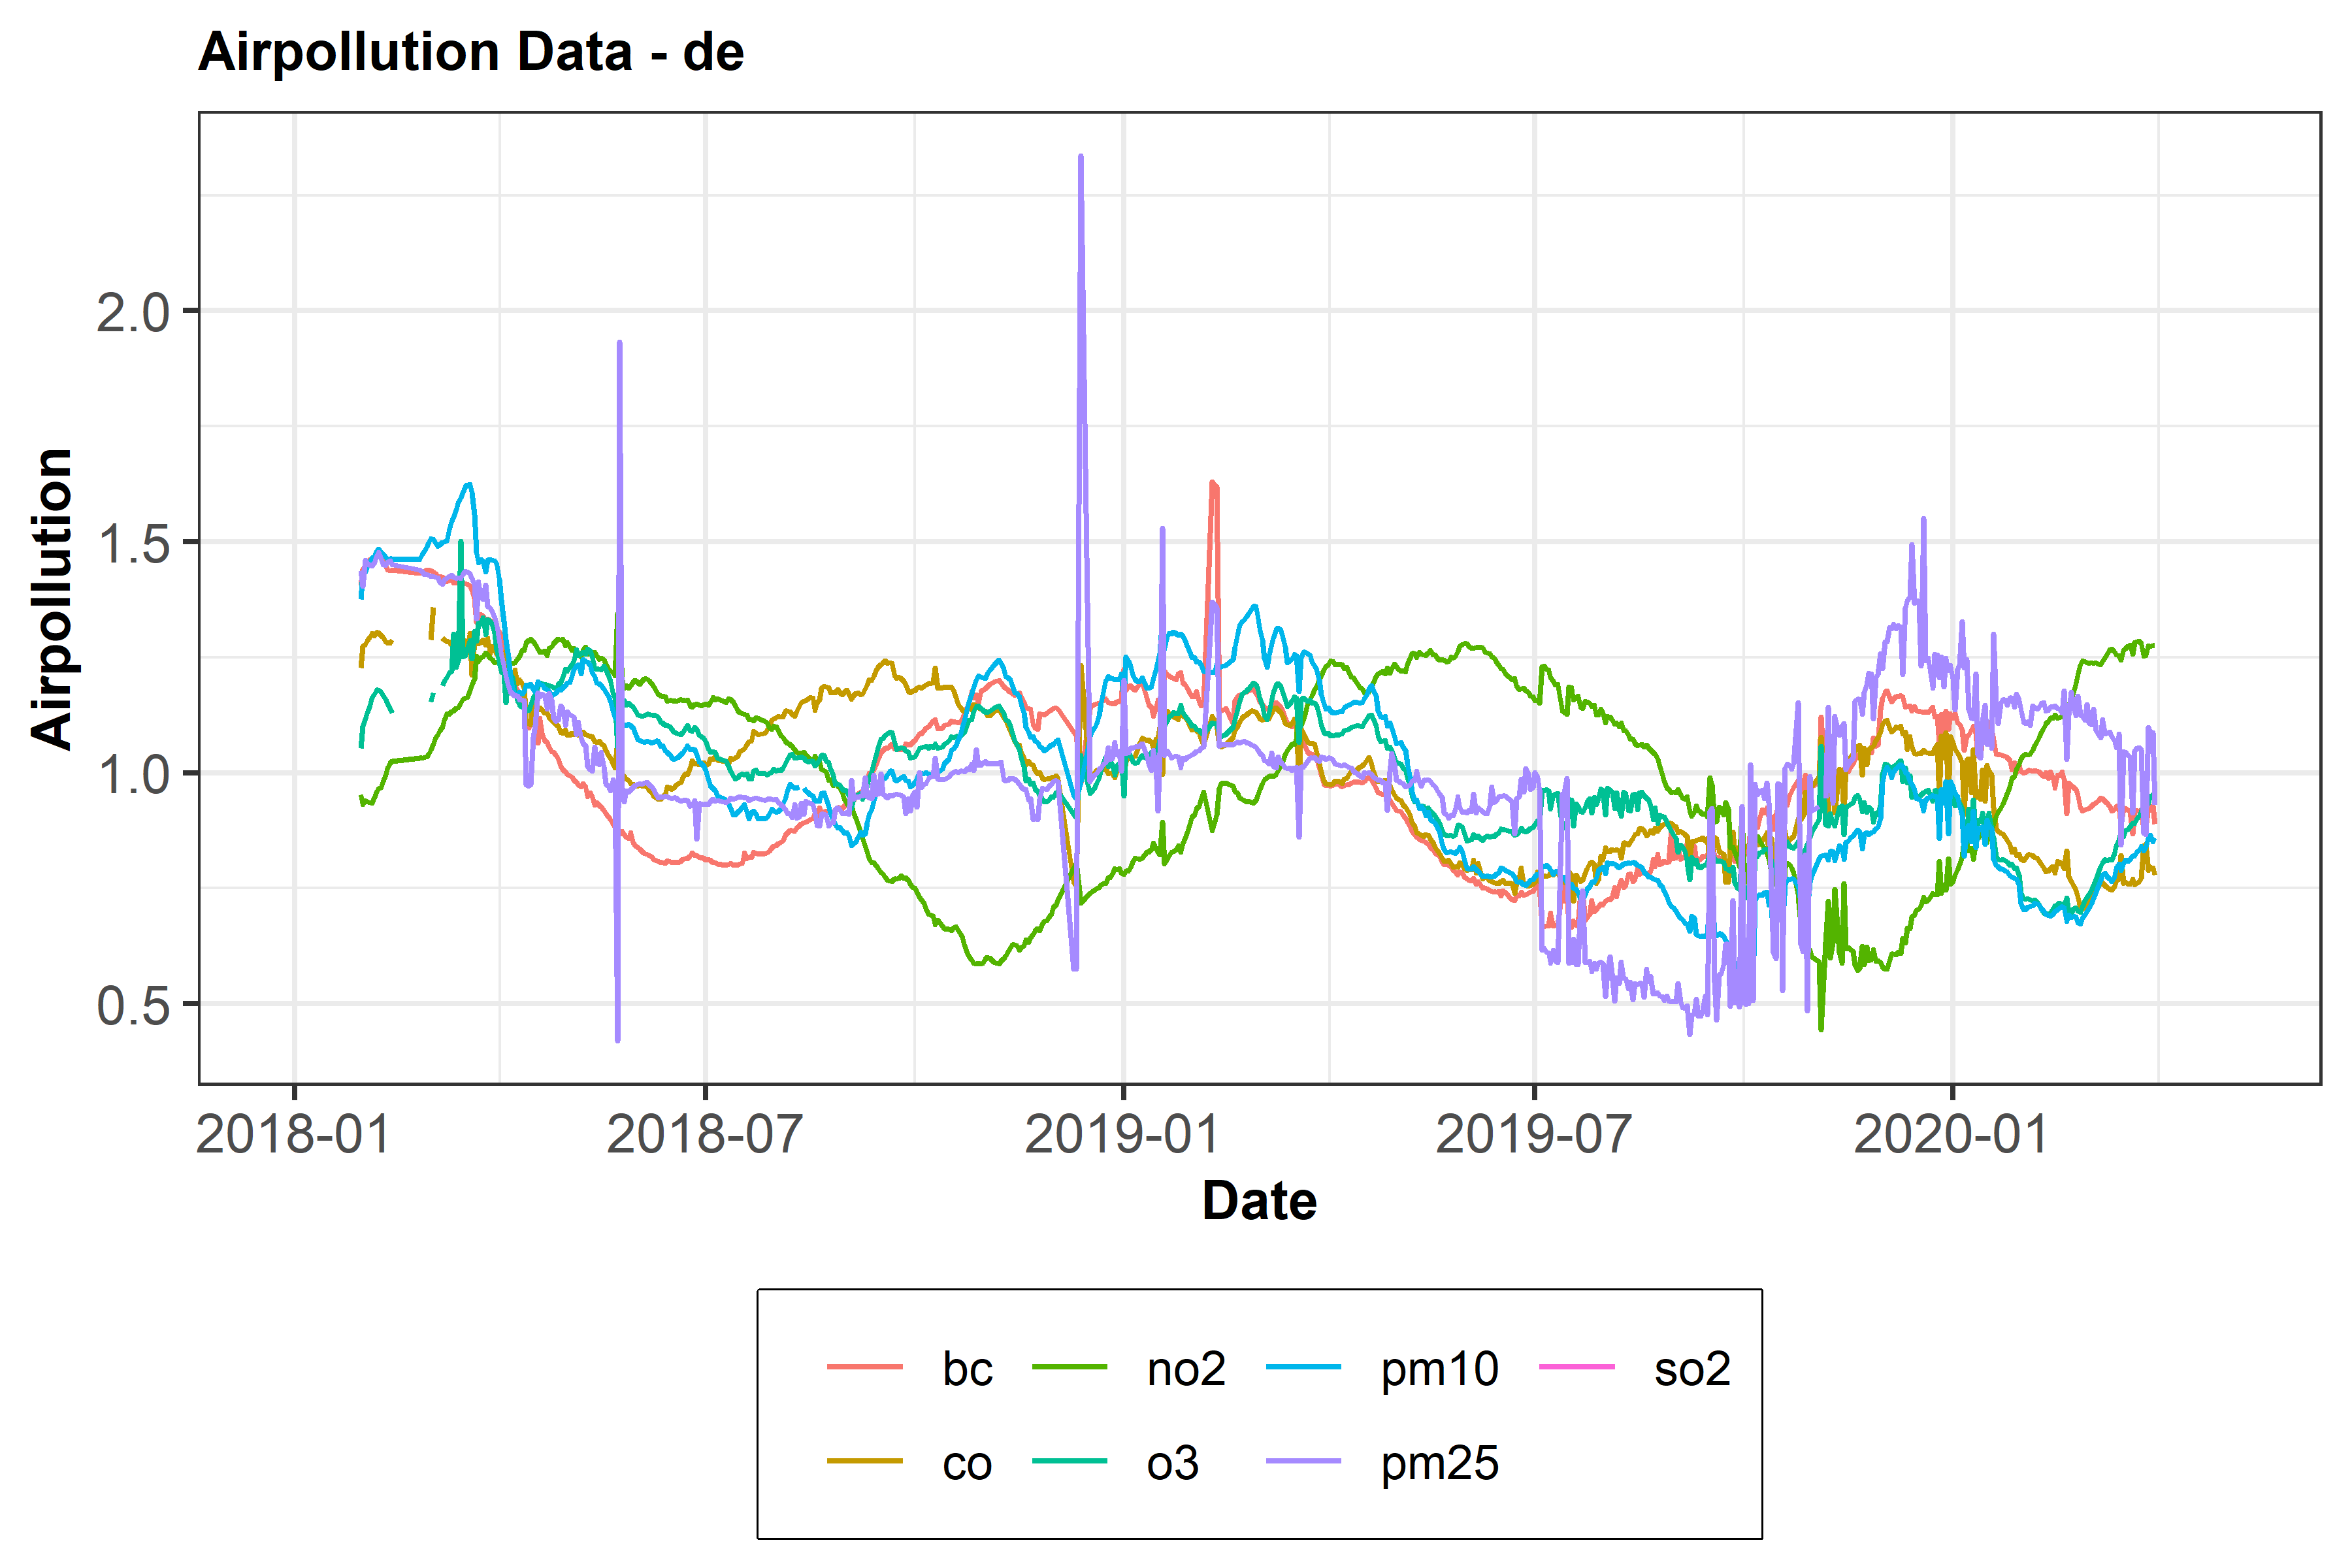 Airpollution Data - de
Airpollution
2.0
1.5
1.0
0.5
2018-01 2018-07 2019-01 2019-07 2020-01
Date
bc no2 pm10 so2
co o3 pm25